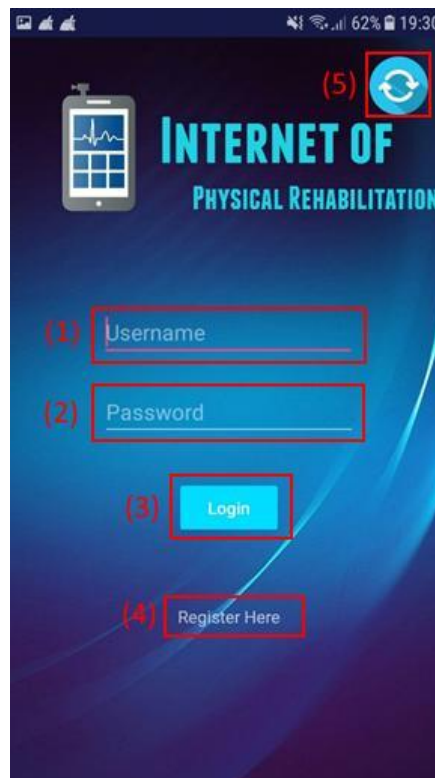 62% 19:30
(5)
INTERNET OF
PHYSICAL REHABILITATION
(1) Username
(2) Password
(3) Login
(4) Register Here